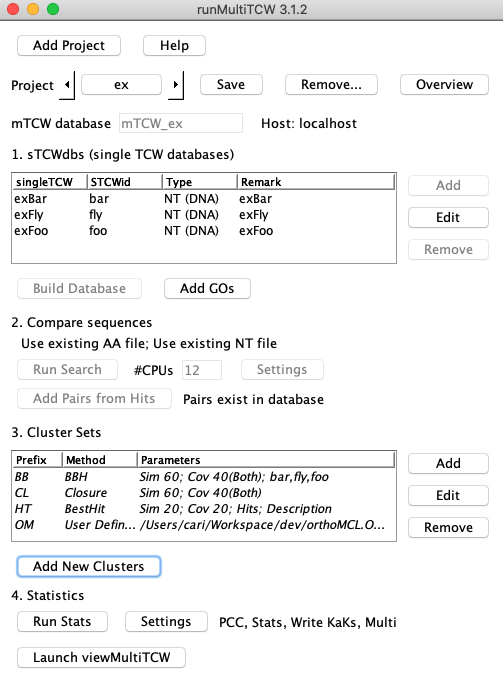 runMultiTCW 3.1.2
Add Project Help
Project ex Save Remove... Overview
mTCW database mTCW_ex Host: localhost
1. sTCWdbs (single TCW databases)
singleTCW STCWid Type Remark
exBar bar NT (DNA) exBar
exFly fly NT (DNA) exFly
exFoo foo NT (DNA) exFoo
Add
Edit
Remove
Build Database Add GOs
2. Compare sequences
Use existing AA file; Use existing NT file
Run Search #CPUs 12 Settings
Add Pairs from Hits Pairs exist in database
3. Cluster Sets
Prefix Method Parameters
BB BBH Sim 60; Cov 40(Both); bar,fly,foo
CL Closure Sim 60; Cov 40(Both)
HT BestHit Sim 20; Cov 20; Hits; Description
OM User Defin... /Users/cari/Workspace/dev/orthoMCL.O...
Add
Edit
Remove
Add New Clusters
4. Statistics
Run Stats Settings PCC, Stats, Write KaKs, Multi
Launch viewMultiTCW